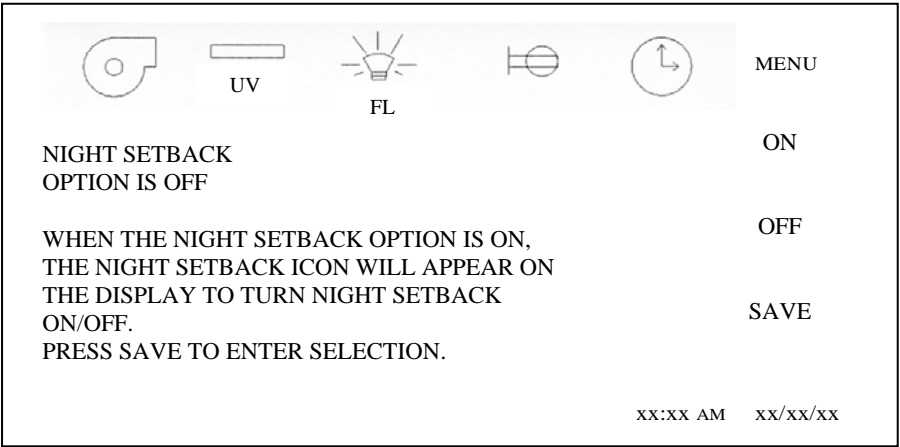 UV
FL
MENU
ON
NIGHT SETBACK
OPTION IS OFF
OFF
WHEN THE NIGHT SETBACK OPTION IS ON,
THE NIGHT SETBACK ICON WILL APPEAR ON
THE DISPLAY TO TURN NIGHT SETBACK
ON/OFF.
PRESS SAVE TO ENTER SELECTION.
SAVE
xx:xx AM xx/xx/xx